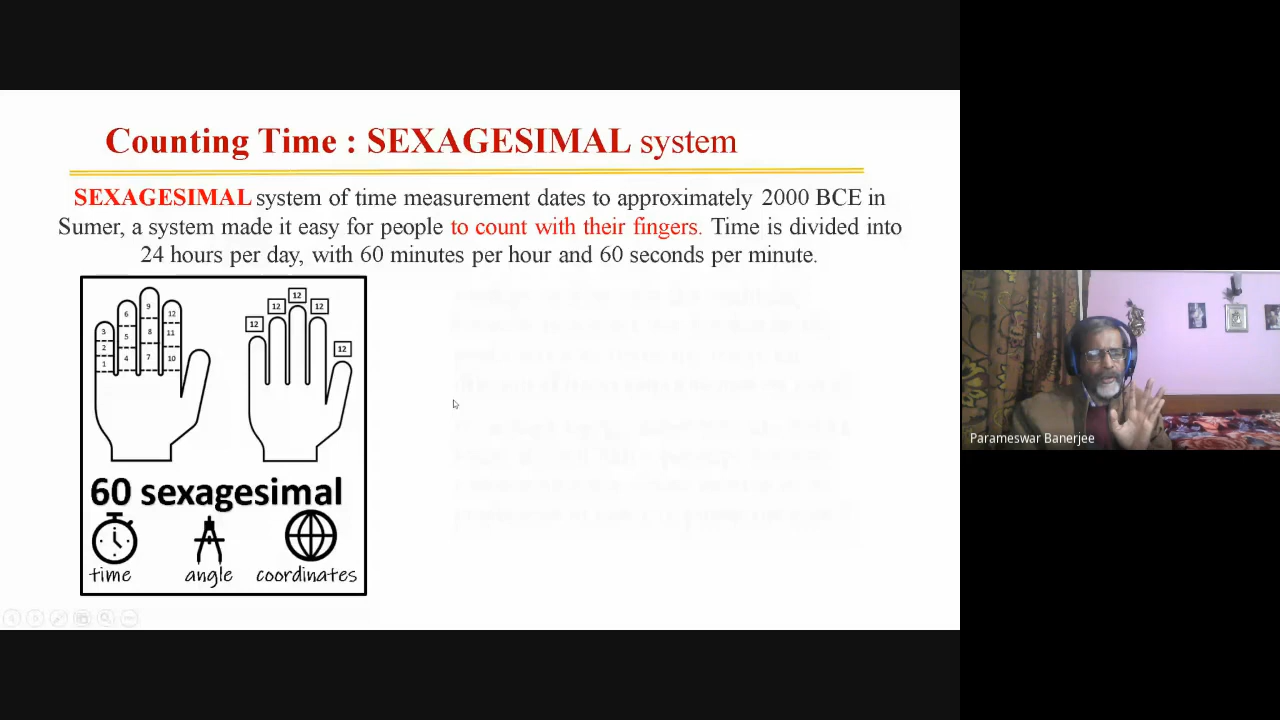 Counting Time : SEXAGESIMAL system
SEXAGESIMAL system of time measurement dates to approximately 2000 BCE in
Sumer, a system made it easy for people to count with their fingers. Time is divided into
24 hours per day, with 60 minutes per hour and 60 seconds per minute.
3 6 9 12
2 5 8 11
1 4 7 10
12 12 12 12 12
60 sexagesimal
time angle coordinates
Parameswar Banerjee